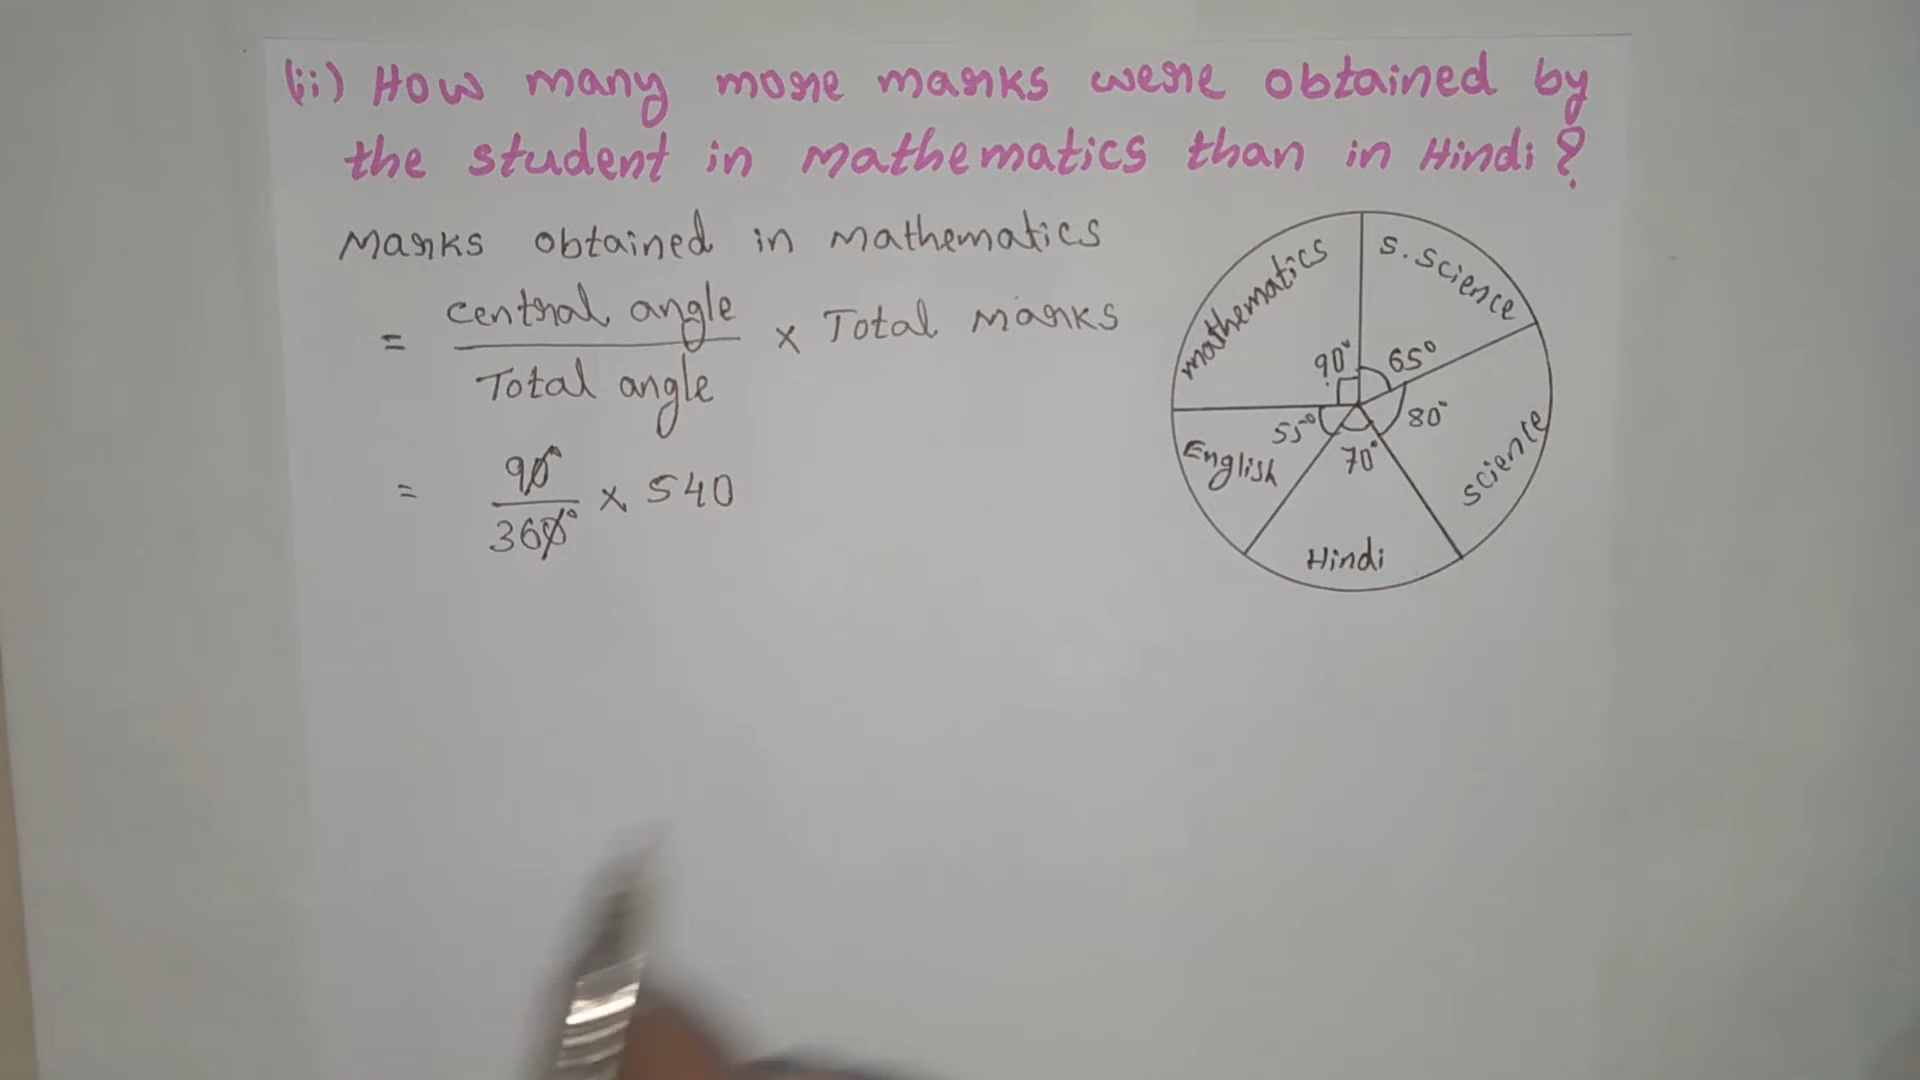 (ii) How many more marks were obtained by
the student in Mathematics than in Hindi?
Marks obtained in Mathematics
= Central angle / Total angle × Total Marks
= 90° / 360° × 540
Mathematics
S. Science
90°
65°
55°
80°
70°
English
Science
Hindi